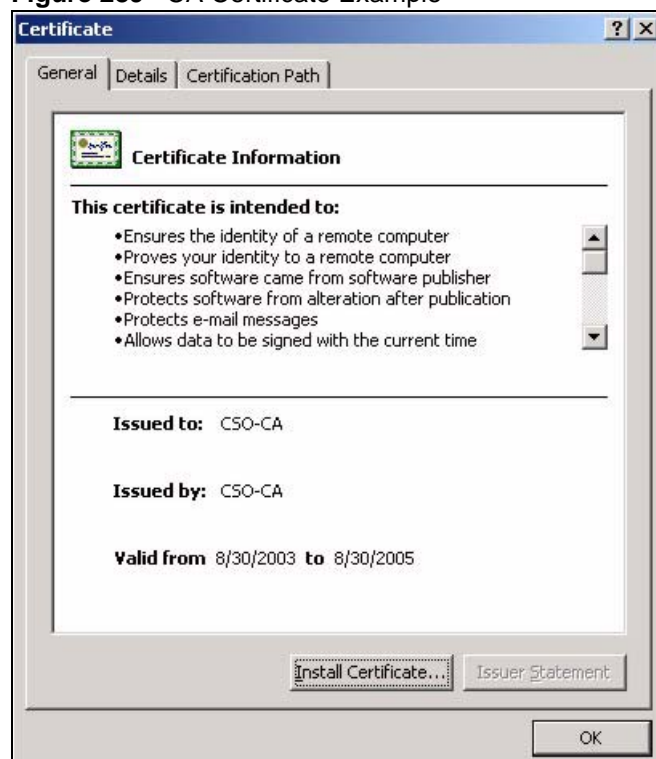 CA Certificate Example
Certificate
General
Details
Certification Path
Certificate Information
This certificate is intended to:
•Ensures the identity of a remote computer
•Proves your identity to a remote computer
•Ensures software came from software publisher
•Protects software from alteration after publication
•Protects e-mail messages
•Allows data to be signed with the current time
Issued to: CSO-CA
Issued by: CSO-CA
Valid from 8/30/2003 to 8/30/2005
Install Certificate...
Issuer Statement
OK